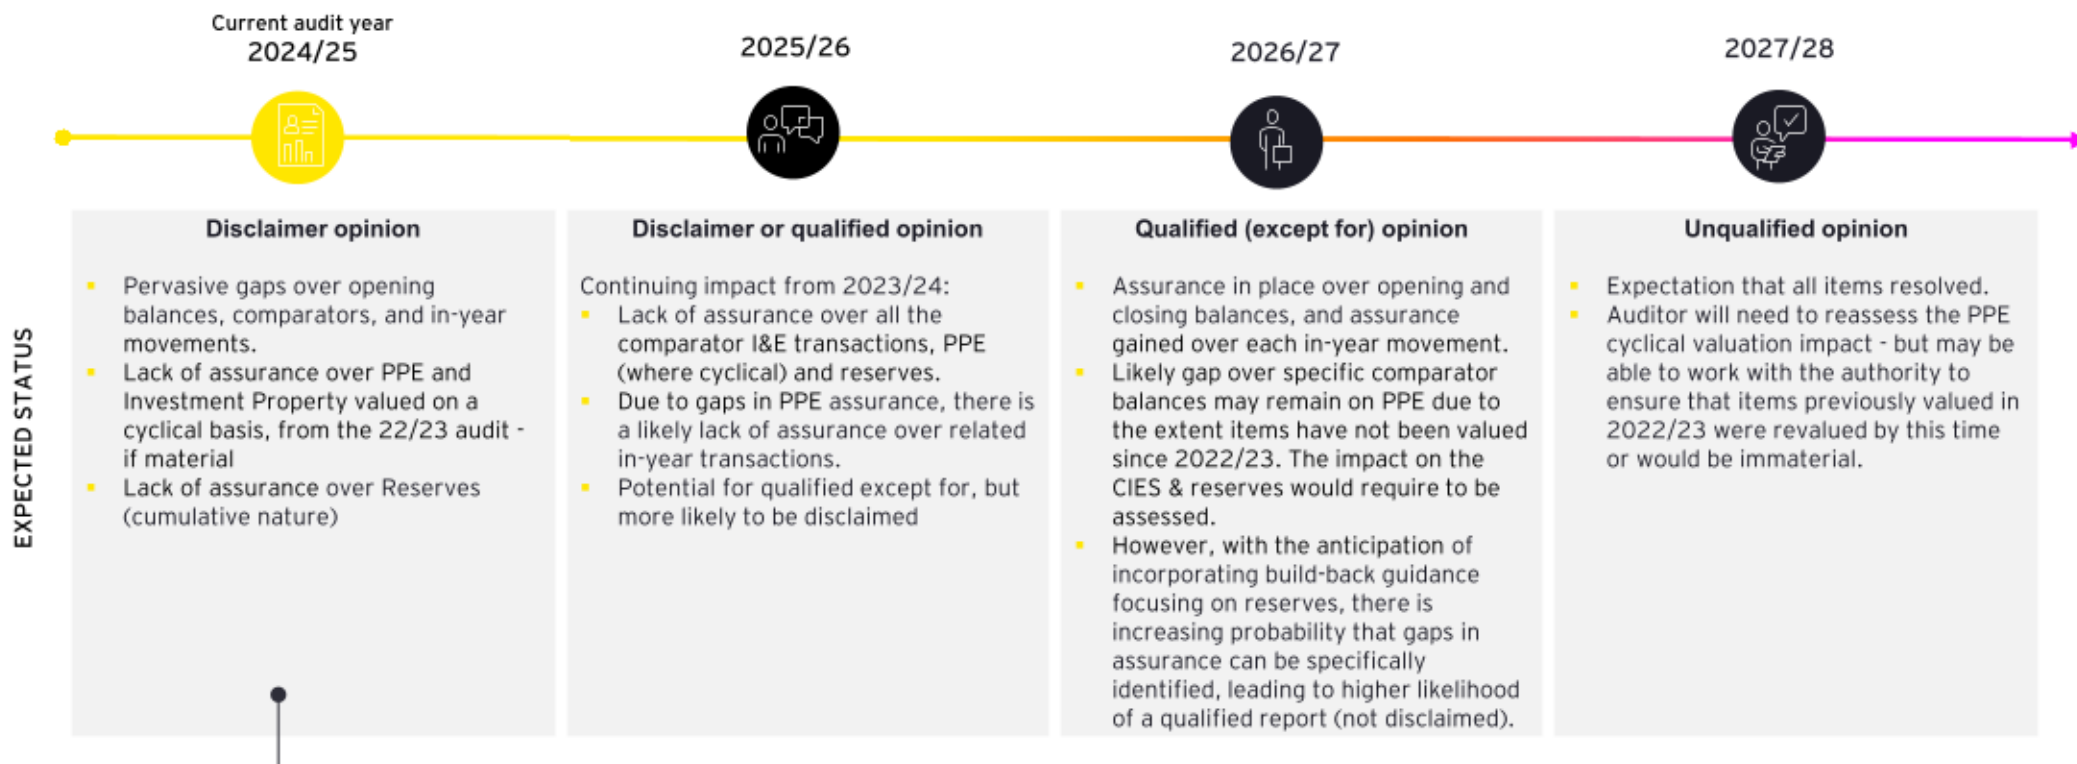 Current audit year
2024/25
2025/26
2026/27
2027/28
EXPECTED STATUS
Disclaimer opinion
▪ Pervasive gaps over opening
balances, comparators, and in-year
movements.
▪ Lack of assurance over PPE and
Investment Property valued on a
cyclical basis, from the 22/23 audit -
if material
▪ Lack of assurance over Reserves
(cumulative nature)
Disclaimer or qualified opinion
Continuing impact from 2023/24:
▪ Lack of assurance over all the
comparator I&E transactions, PPE
(where cyclical) and reserves.
▪ Due to gaps in PPE assurance, there is
a likely lack of assurance over related
in-year transactions.
▪ Potential for qualified except for, but
more likely to be disclaimed
Qualified (except for) opinion
▪ Assurance in place over opening and
closing balances, and assurance
gained over each in-year movement.
▪ Likely gap over specific comparator
balances may remain on PPE due to
the extent items have not been valued
since 2022/23. The impact on the
CIES & reserves would require to be
assessed.
▪ However, with the anticipation of
incorporating build-back guidance
focusing on reserves, there is
increasing probability that gaps in
assurance can be specifically
identified, leading to higher likelihood
of a qualified report (not disclaimed).
Unqualified opinion
▪ Expectation that all items resolved.
▪ Auditor will need to reassess the PPE
cyclical valuation impact - but may be
able to work with the authority to
ensure that items previously valued in
2022/23 were revalued by this time
or would be immaterial.